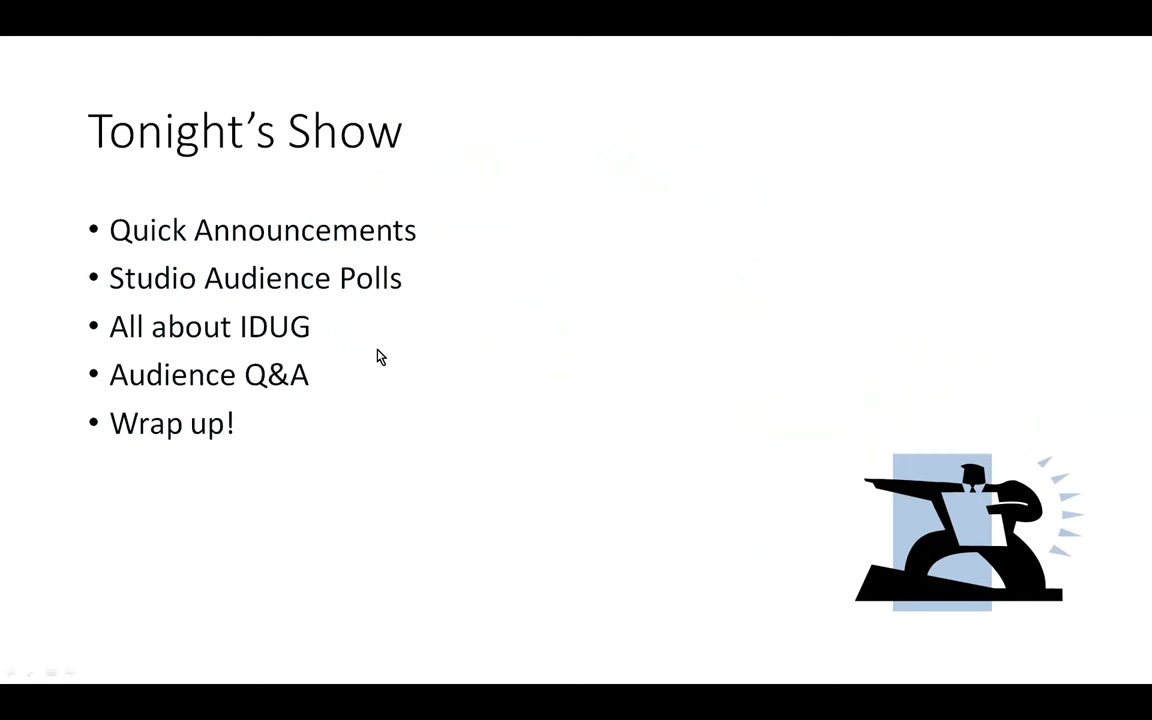 Tonight’s Show
• Quick Announcements
• Studio Audience Polls
• All about IDUG
• Audience Q&A
• Wrap up!